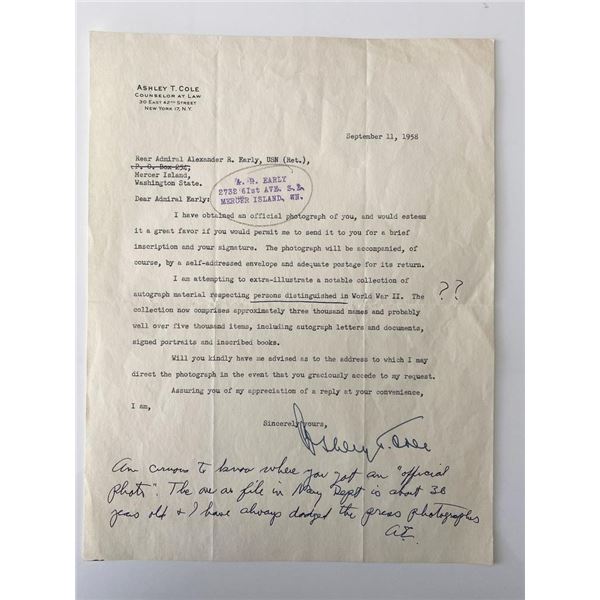 ASHLEY T. COLE
COUNSELOR AT LAW
30 EAST 42ND STREET
NEW YORK 17, N.Y.
September 11, 1958
Rear Admiral Alexander R. Early, USN (Ret.),
P. O. Box 254,
Mercer Island,
Washington State.
A. R. EARLY
2732 61st AVE. S.E.
MERCER ISLAND, WN.
Dear Admiral Early:
I have obtained an official photograph of you, and would esteem
it a great favor if you would permit me to send it to you for a brief
inscription and your signature. The photograph will be accompanied, of
course, by a self-addressed envelope and adequate postage for its return.
I am attempting to extra-illustrate a notable collection of
autograph material respecting persons distinguished in World War II. The
collection now comprises approximately three thousand names and probably
well over five thousand items, including autograph letters and documents,
signed portraits and inscribed books.
??
Will you kindly have me advised as to the address to which I may
direct the photograph in the event that you graciously accede to my request.
Assuring you of my appreciation of a reply at your convenience,
I am,
Sincerely yours,
Ashley T. Cole
Am curious to know where you got an "official
photo". The one on file in Navy Dept is about 38
years old & I have always dodged the press photographers